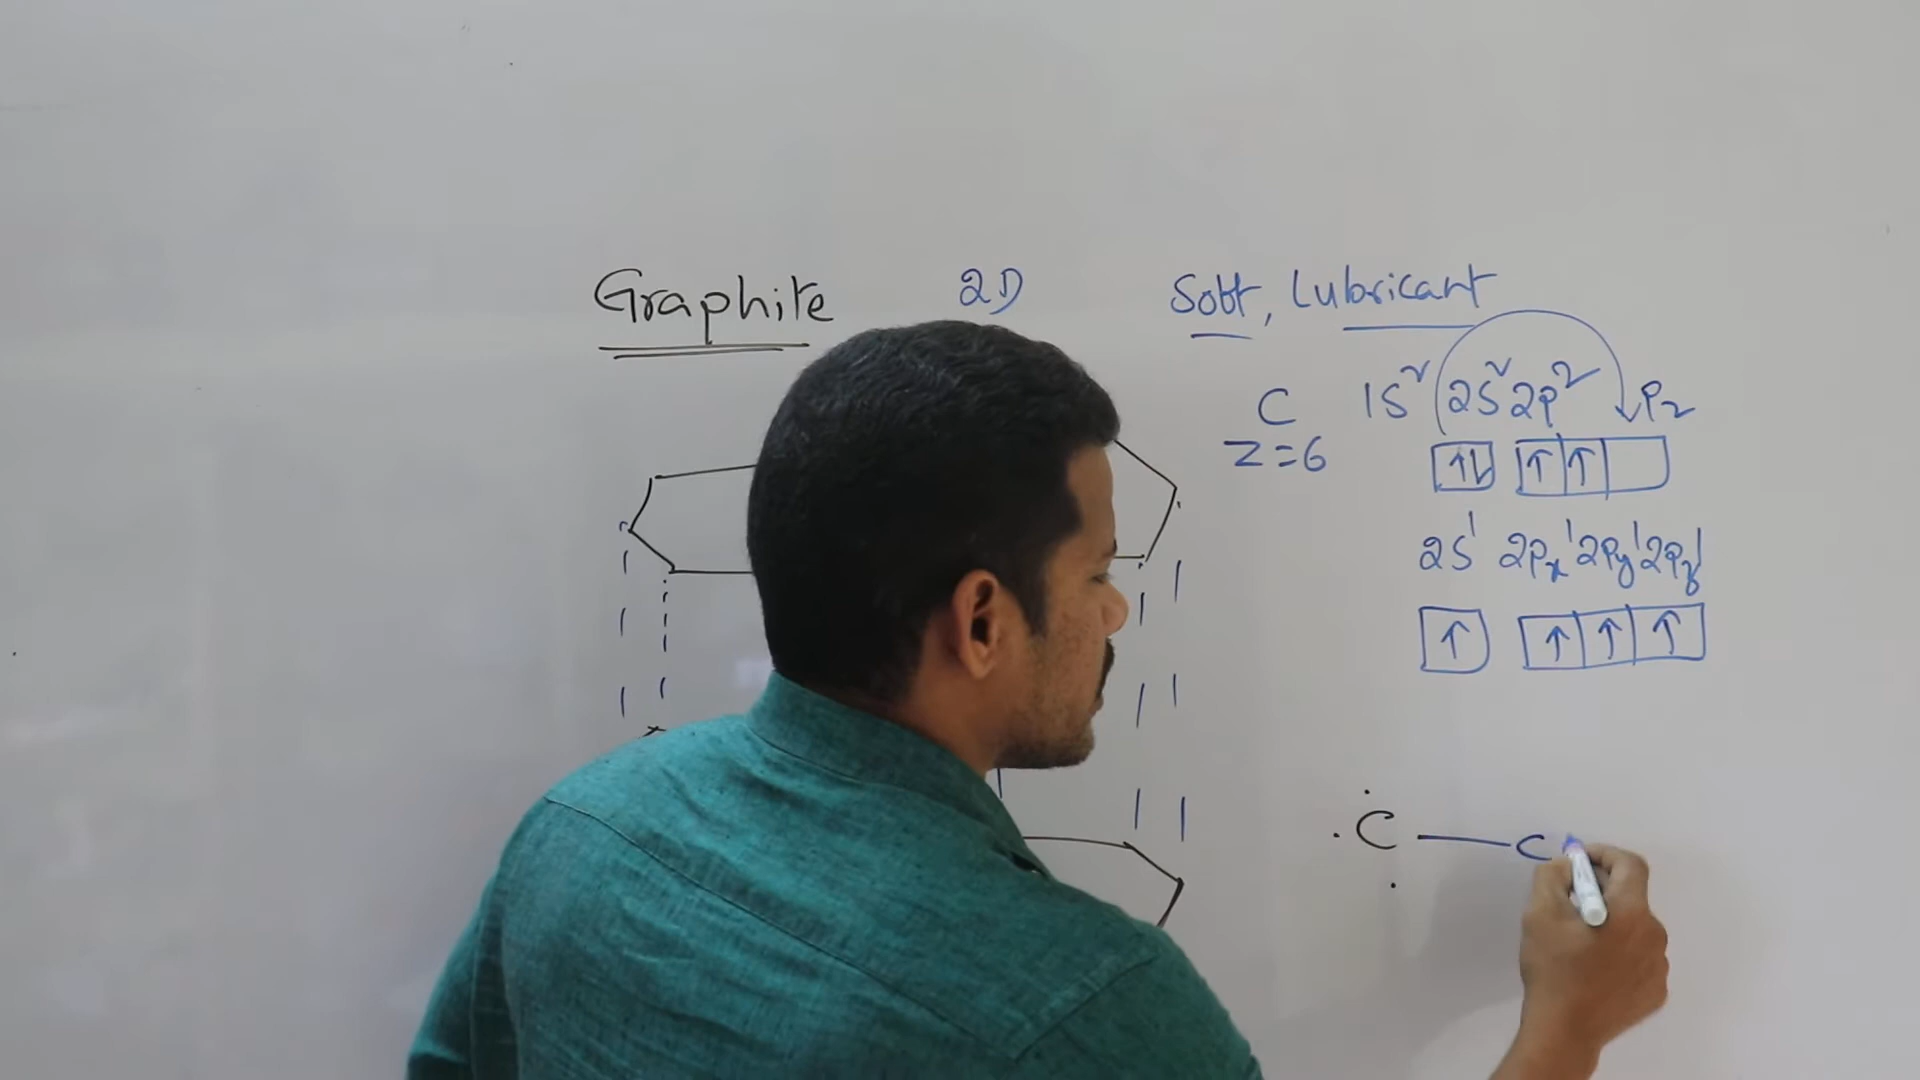 Graphite 2D Soft, Lubricant
C 1s² 2s² 2p² Pz
Z=6 ↑↓ ↑ ↑
2s¹ 2px¹ 2py¹ 2pz¹
↑ ↑ ↑ ↑
C — C